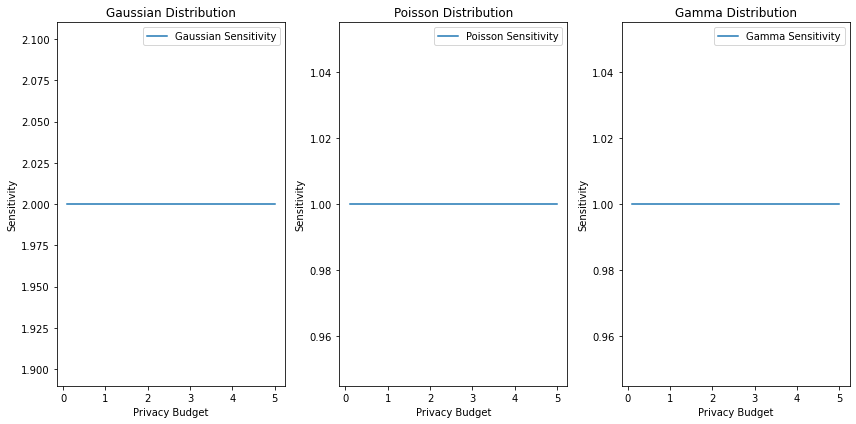 Gaussian Distribution
Gaussian Sensitivity
2.100
2.075
2.050
2.025
2.000
1.975
1.950
1.925
1.900
Sensitivity
0 1 2 3 4 5
Privacy Budget
Poisson Distribution
Poisson Sensitivity
1.04
1.02
1.00
0.98
0.96
Sensitivity
0 1 2 3 4 5
Privacy Budget
Gamma Distribution
Gamma Sensitivity
1.04
1.02
1.00
0.98
0.96
Sensitivity
0 1 2 3 4 5
Privacy Budget